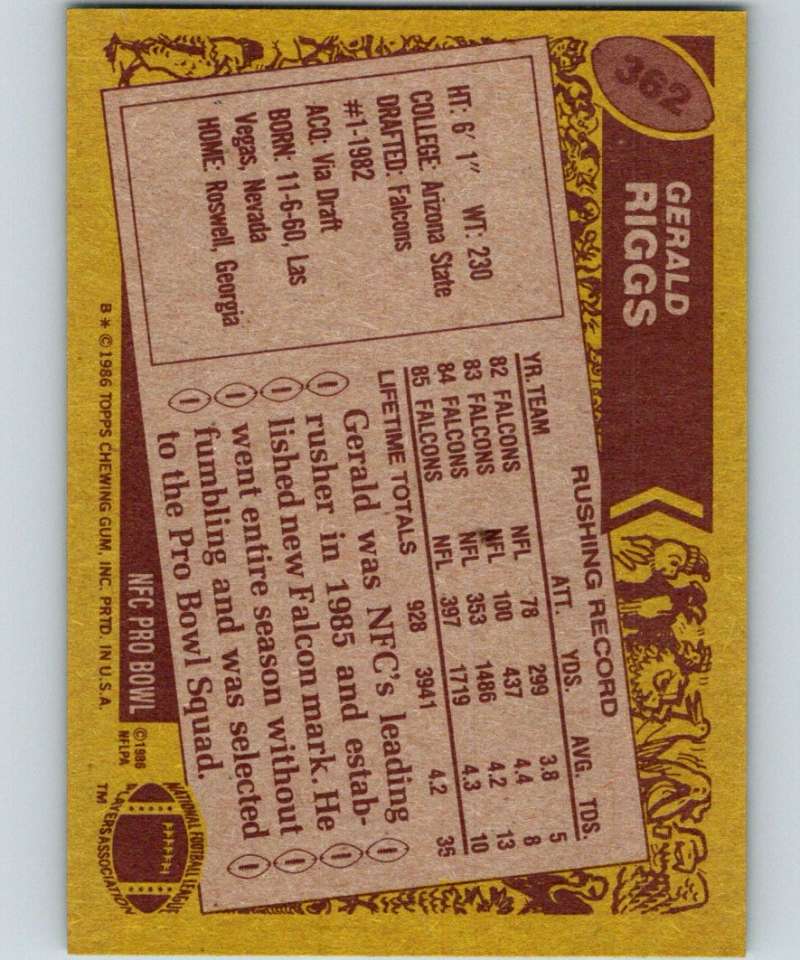 362
GERALD
RIGGS
HT: 6' 1" WT: 230
COLLEGE: Arizona State
DRAFTED: Falcons
#1-1982
ACQ: Via Draft
BORN: 11-6-60, Las
Vegas, Nevada
HOME: Roswell, Georgia
RUSHING RECORD
YR. TEAM ATT. YDS. AVG. TDS.
82 FALCONS NFL 78 299 3.8 5
83 FALCONS NFL 100 437 4.4 8
84 FALCONS NFL 353 1486 4.2 13
85 FALCONS NFL 397 1719 4.3 10
LIFETIME TOTALS 928 3941 4.2 35
Gerald was NFC's leading
rusher in 1985 and estab-
lished new Falcon mark. He
went entire season without
fumbling and was selected
to the Pro Bowl Squad.
NFC PRO BOWL
©1986
NFLPA
NATIONAL FOOTBALL LEAGUE
PLAYERS ASSOCIATION
TM
B * © 1986 TOPPS CHEWING GUM, INC. PRTD. IN U.S.A.